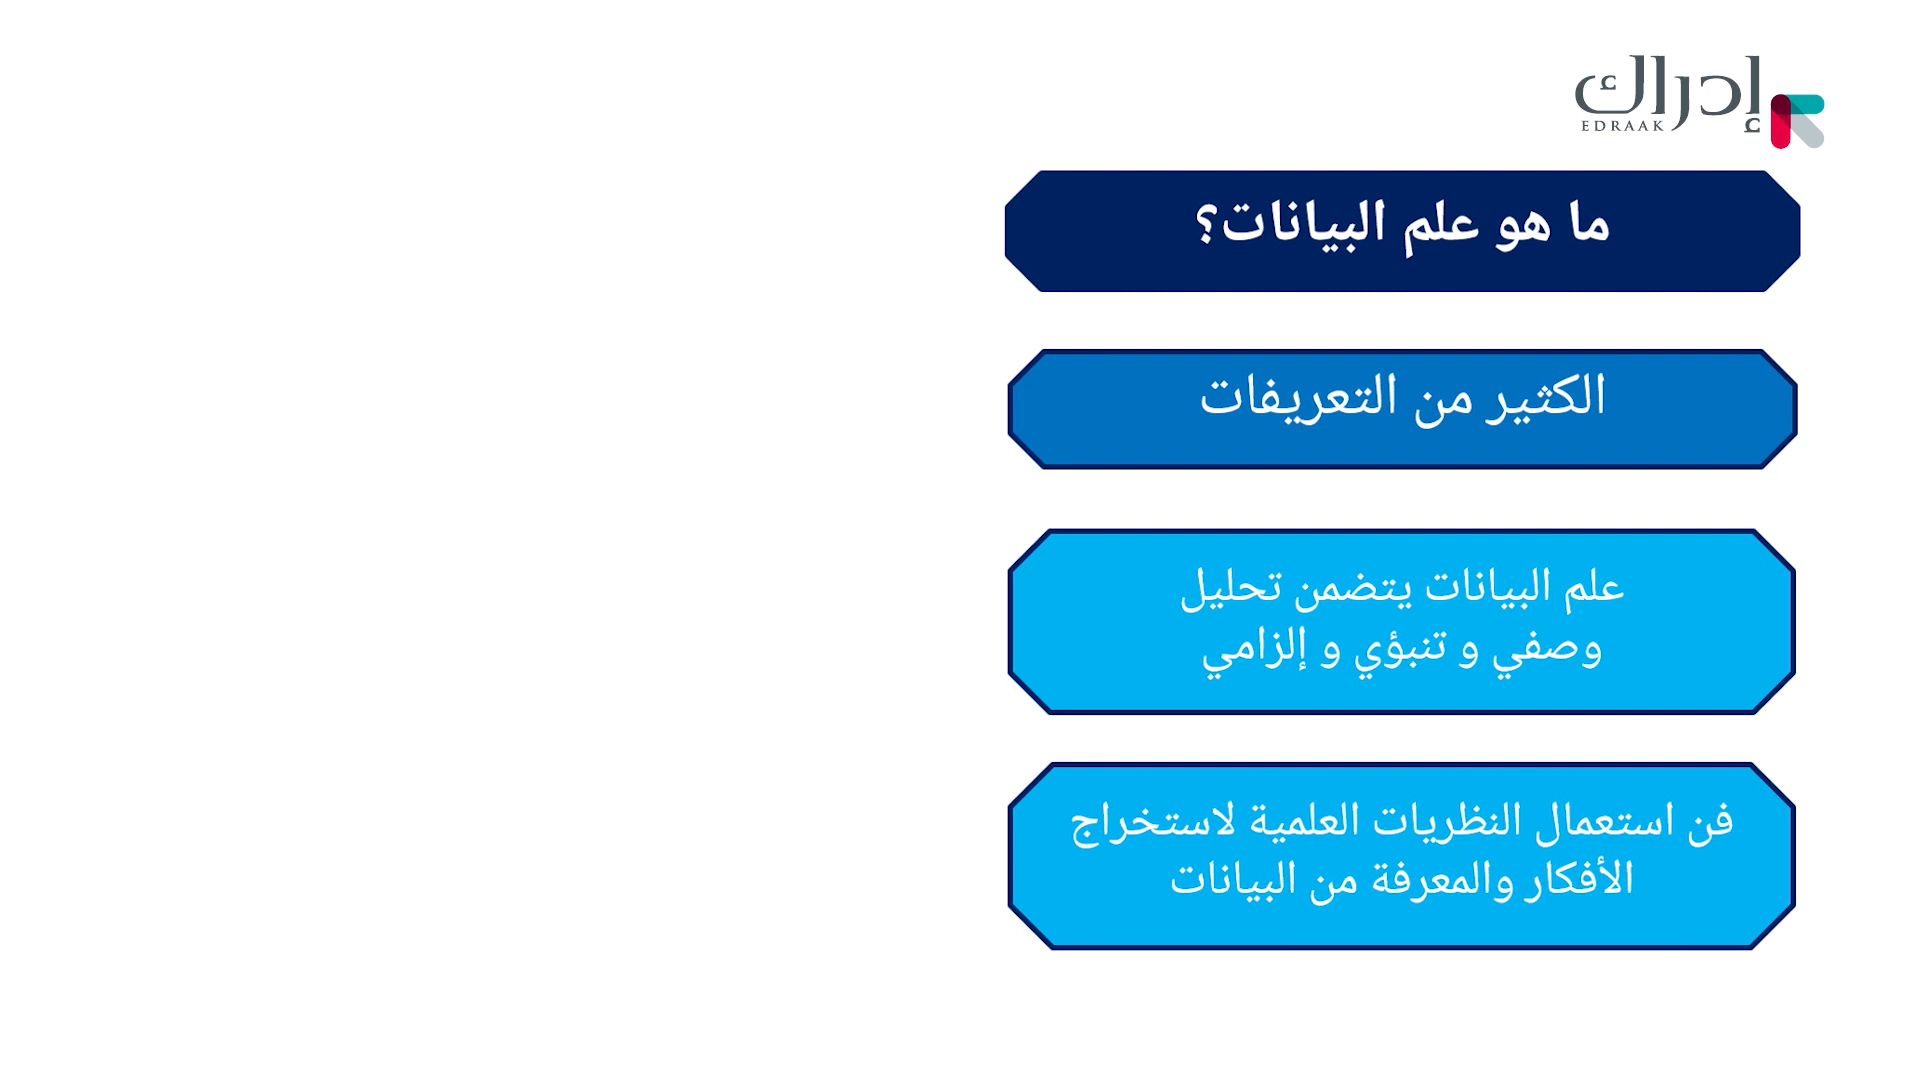 إدراك
EDRAAK
ما هو علم البيانات؟
الكثير من التعريفات
علم البيانات يتضمن تحليل
وصفي و تنبؤي و إلزامي
فن استعمال النظريات العلمية لاستخراج
الأفكار والمعرفة من البيانات